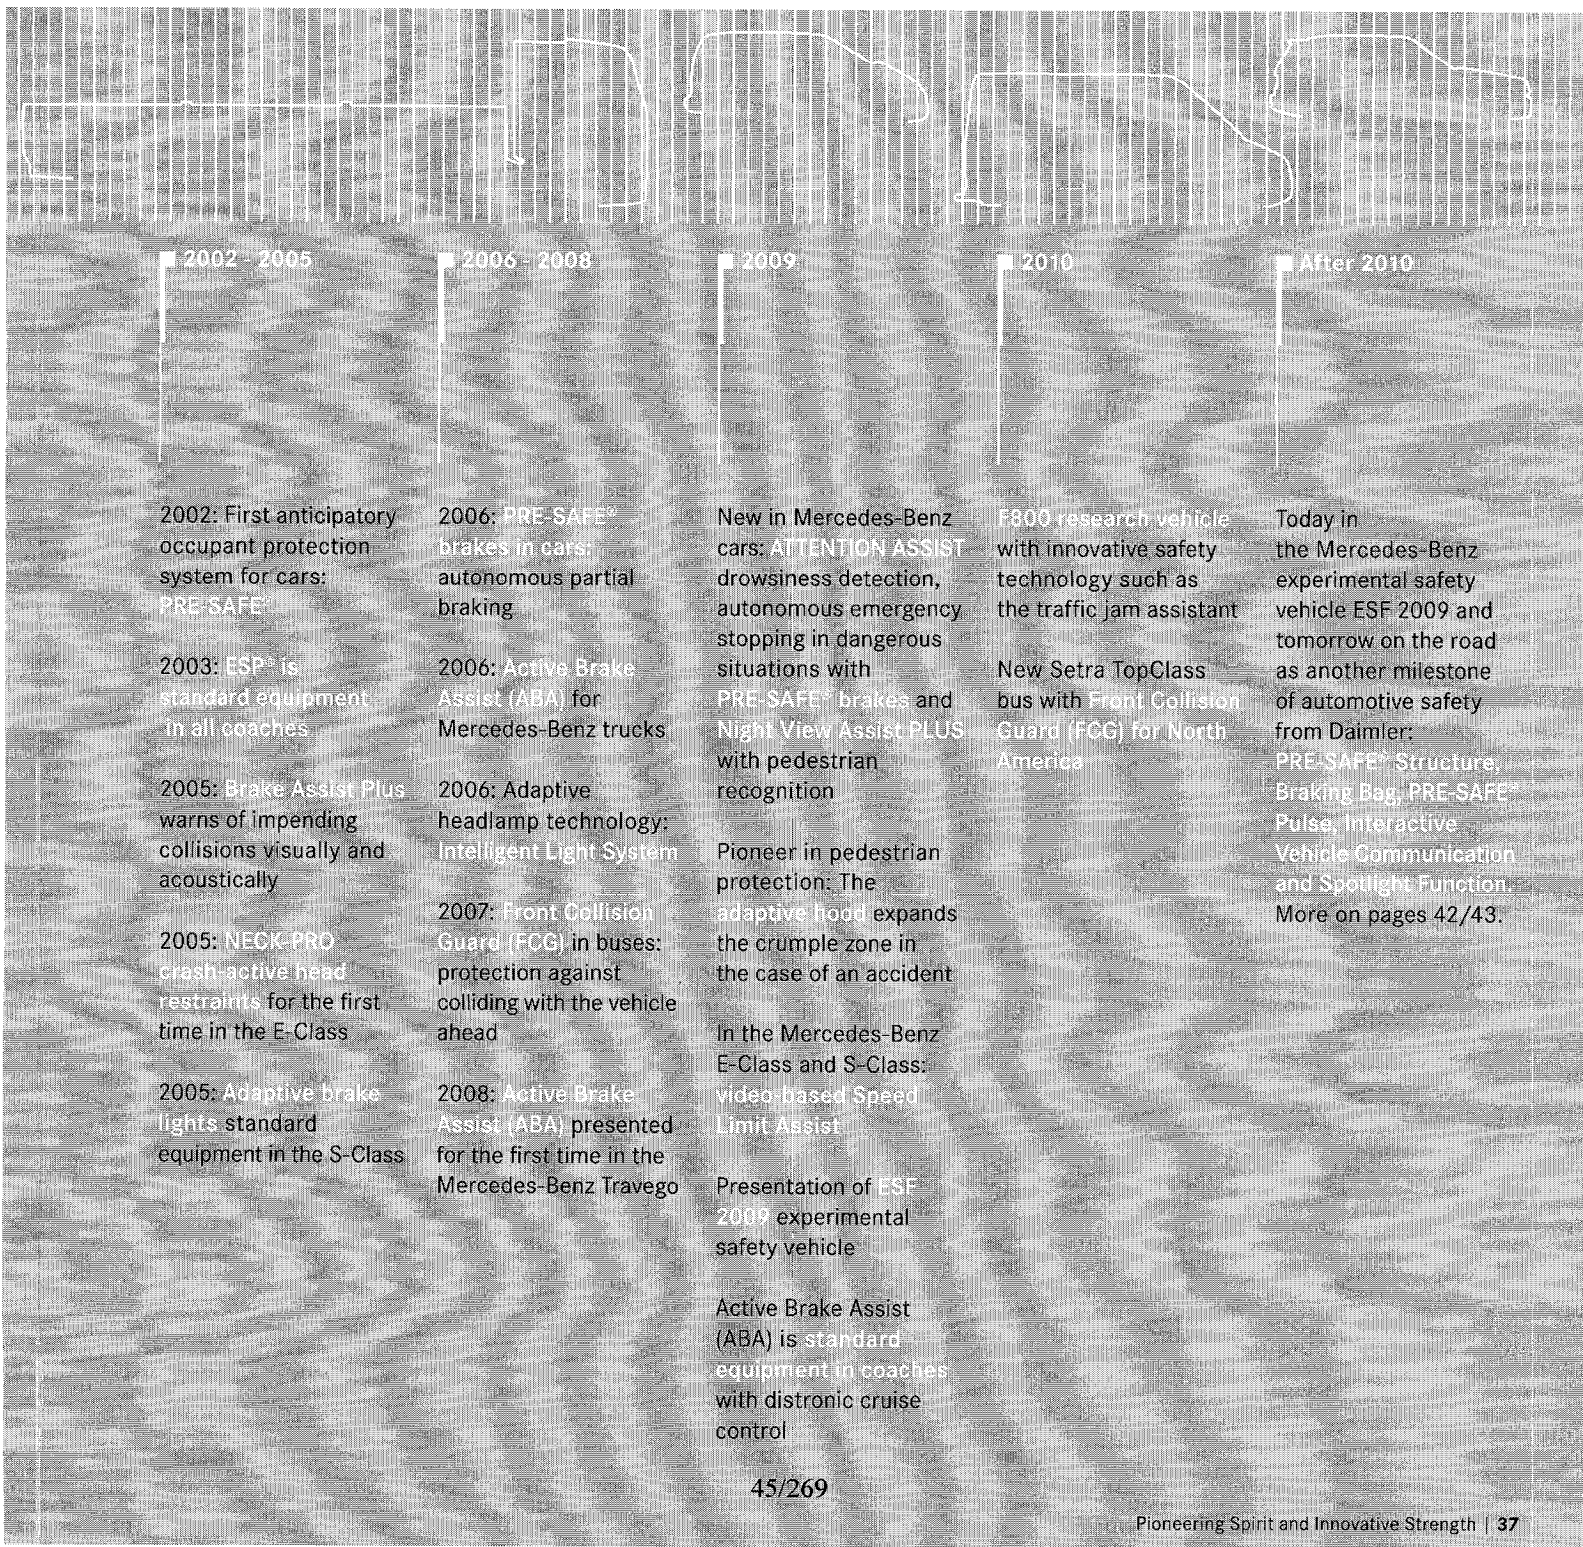 2002 - 2005
2002: First anticipatory
occupant protection
system for cars:
PRE-SAFE®
2003: ESP® is
standard equipment
in all coaches
2005: Brake Assist Plus
warns of impending
collisions visually and
acoustically
2005: NECK-PRO
crash-active head
restraints for the first
time in the E-Class
2005: Adaptive brake
lights standard
equipment in the S-Class
2006 - 2008
2006: PRE-SAFE®
brakes in cars:
autonomous partial
braking
2006: Active Brake
Assist (ABA) for
Mercedes-Benz trucks
2006: Adaptive
headlamp technology:
Intelligent Light System
2007: Front Collision
Guard (FCG) in buses:
protection against
colliding with the vehicle
ahead
2008: Active Brake
Assist (ABA) presented
for the first time in the
Mercedes-Benz Travego
2009
New in Mercedes-Benz
cars: ATTENTION ASSIST
drowsiness detection,
autonomous emergency
stopping in dangerous
situations with
PRE-SAFE® brakes and
Night View Assist PLUS
with pedestrian
recognition
Pioneer in pedestrian
protection: The
adaptive hood expands
the crumple zone in
the case of an accident
In the Mercedes-Benz
E-Class and S-Class:
video-based Speed
Limit Assist
Presentation of ESF
2009 experimental
safety vehicle
Active Brake Assist
(ABA) is standard
equipment in coaches
with distronic cruise
control
2010
F800 research vehicle
with innovative safety
technology such as
the traffic jam assistant
New Setra TopClass
bus with Front Collision
Guard (FCG) for North
America
After 2010
Today in
the Mercedes-Benz
experimental safety
vehicle ESF 2009 and
tomorrow on the road
as another milestone
of automotive safety
from Daimler:
PRE-SAFE® Structure,
Braking Bag, PRE-SAFE®
Pulse, Interactive
Vehicle Communication
and Spotlight Function.
More on pages 42/43.
45/269
Pioneering Spirit and Innovative Strength | 37